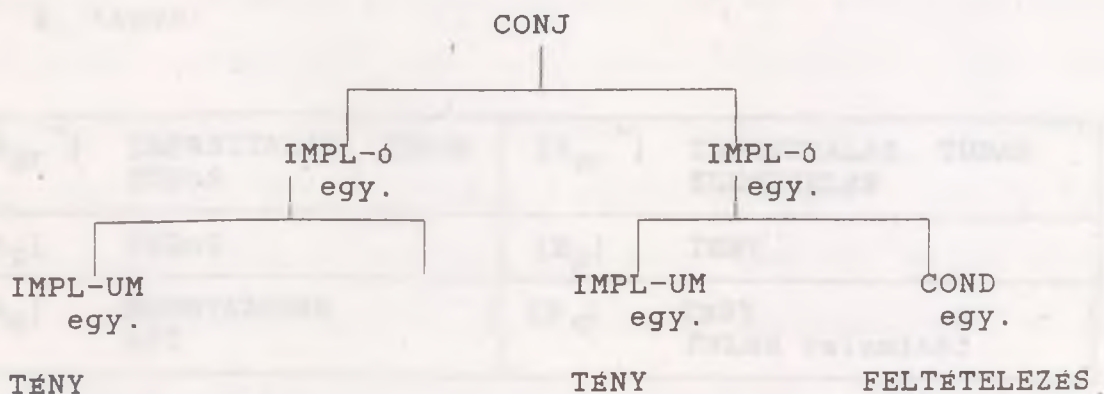 CONJ
IMPL-ó IMPL-ó
egy. egy.
IMPL-UM IMPL-UM COND
egy. egy. egy.
TÉNY TÉNY FELTÉTELEZÉS